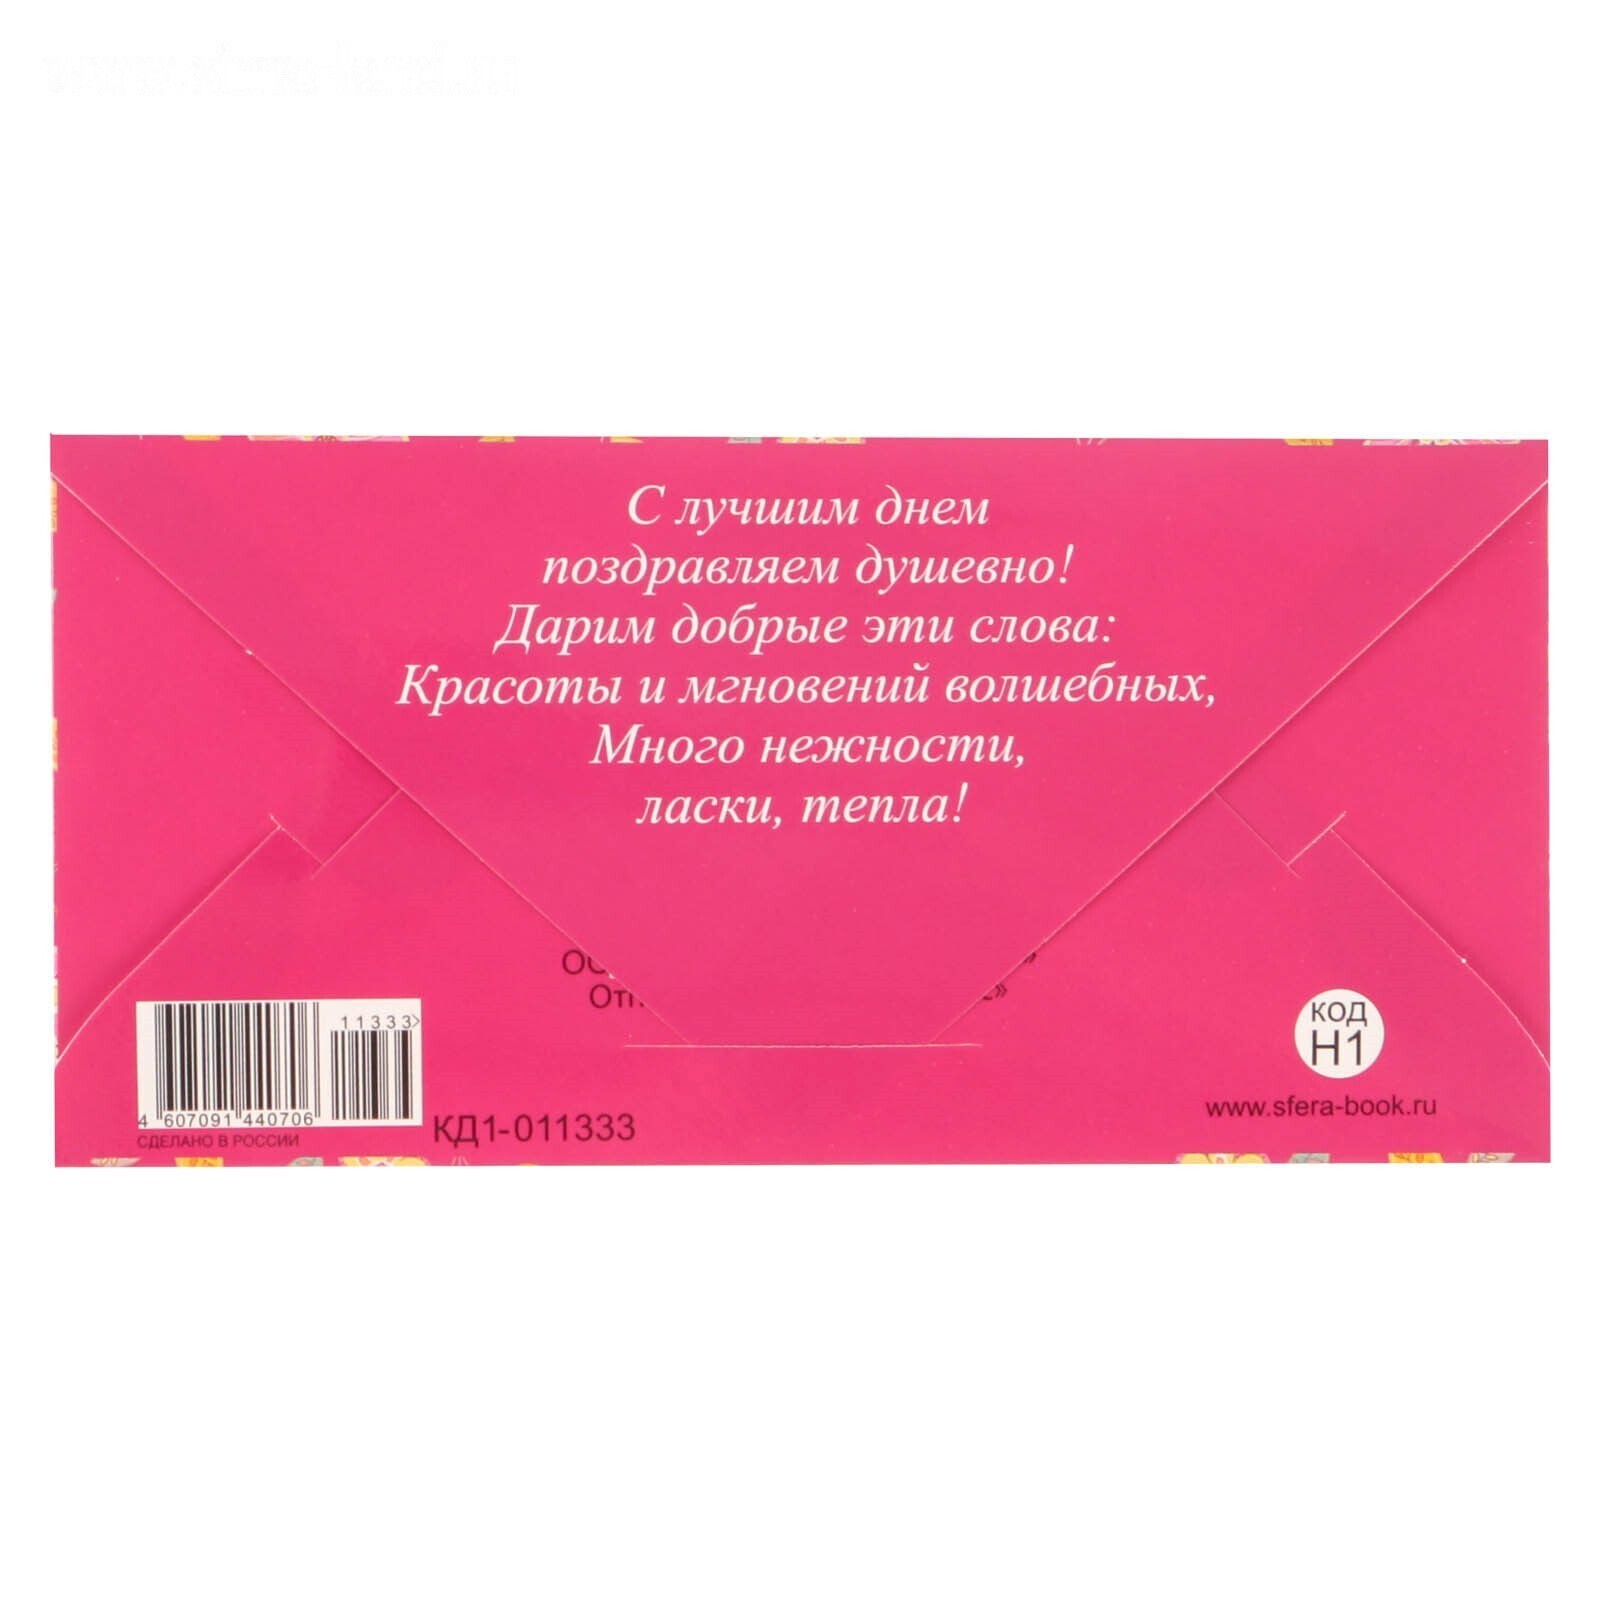 С лучшим днем
поздравляем душевно!
Дарим добрые эти слова:
Красоты и мгновений волшебных,
Много нежности,
ласки, тепла!
11333>
4 607091 440706
СДЕЛАНО В РОССИИ
КД1-011333
КОД
Н1
www.sfera-book.ru